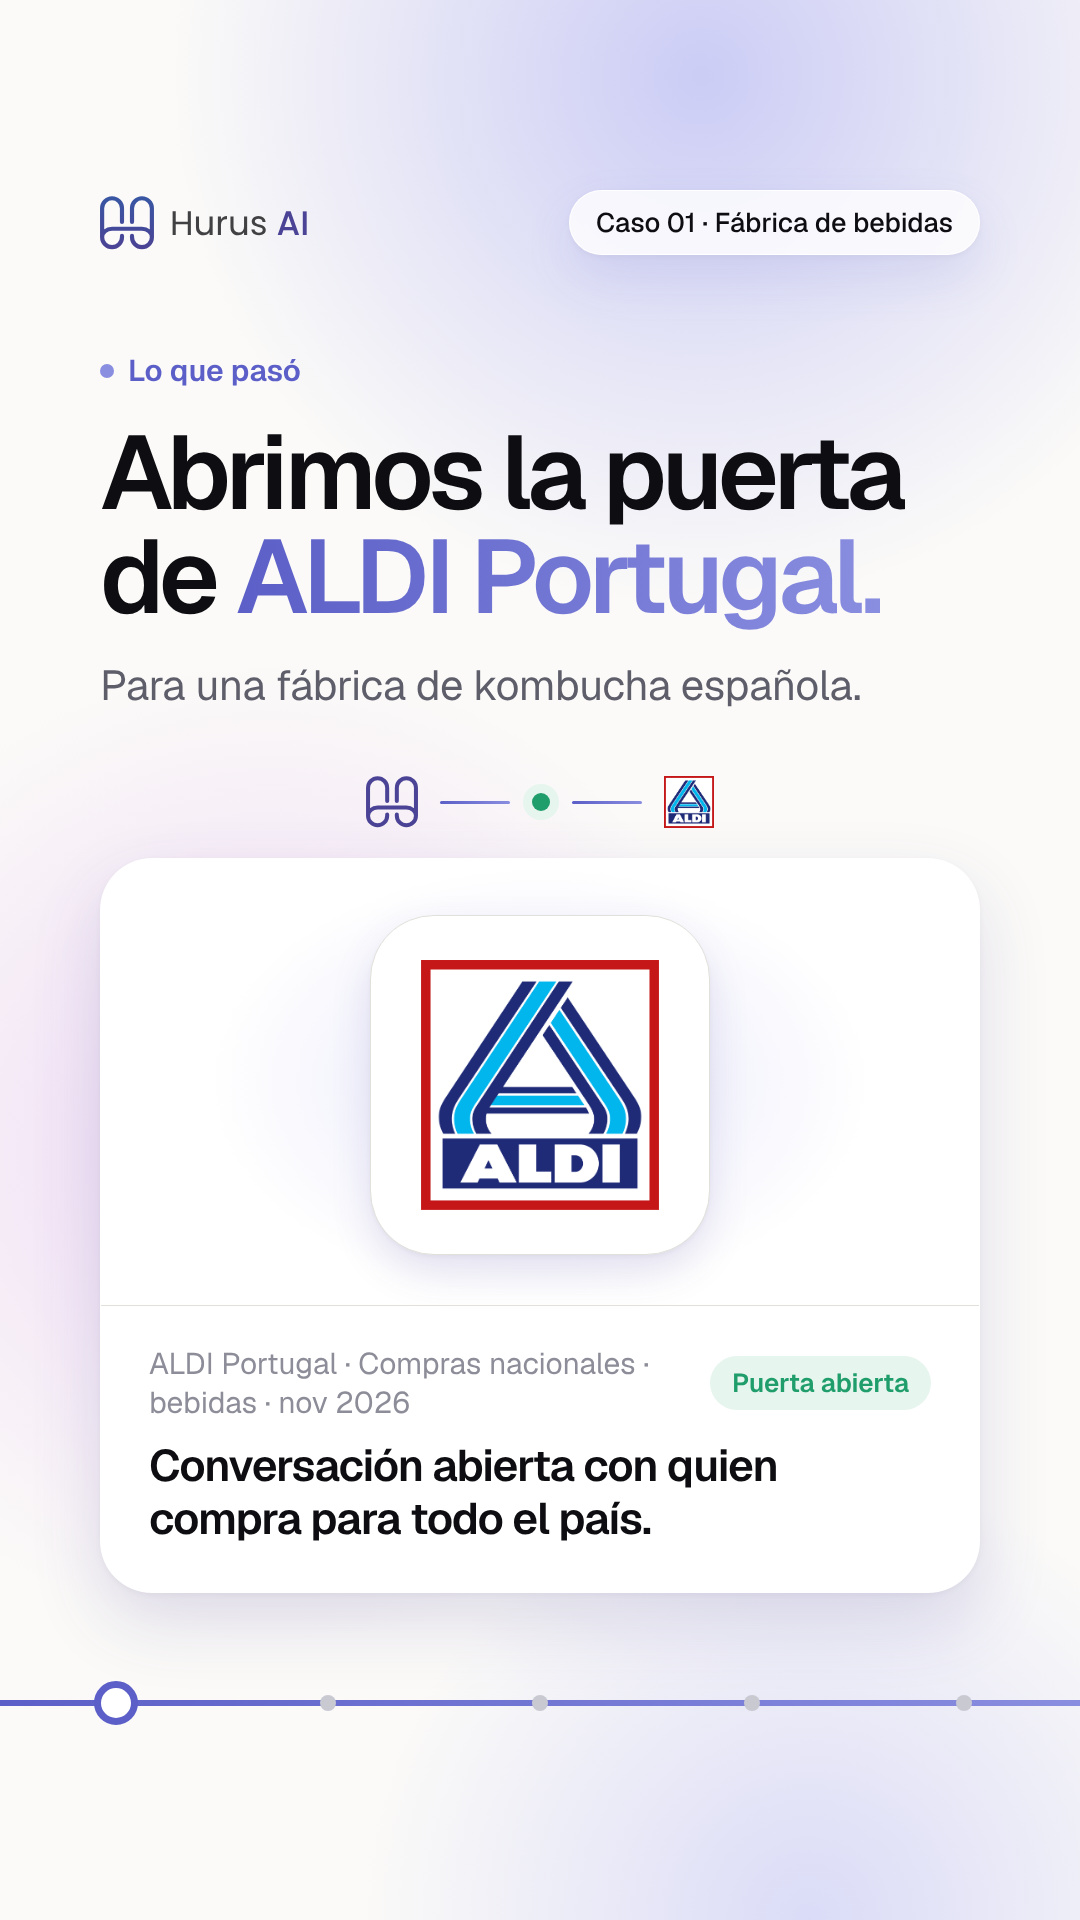 Hurus AI
Caso 01 · Fábrica de bebidas
Lo que pasó
Abrimos la puerta
de ALDI Portugal.
Para una fábrica de kombucha española.
ALDI
ALDI
ALDI Portugal · Compras nacionales ·
bebidas · nov 2026
Puerta abierta
Conversación abierta con quien
compra para todo el país.